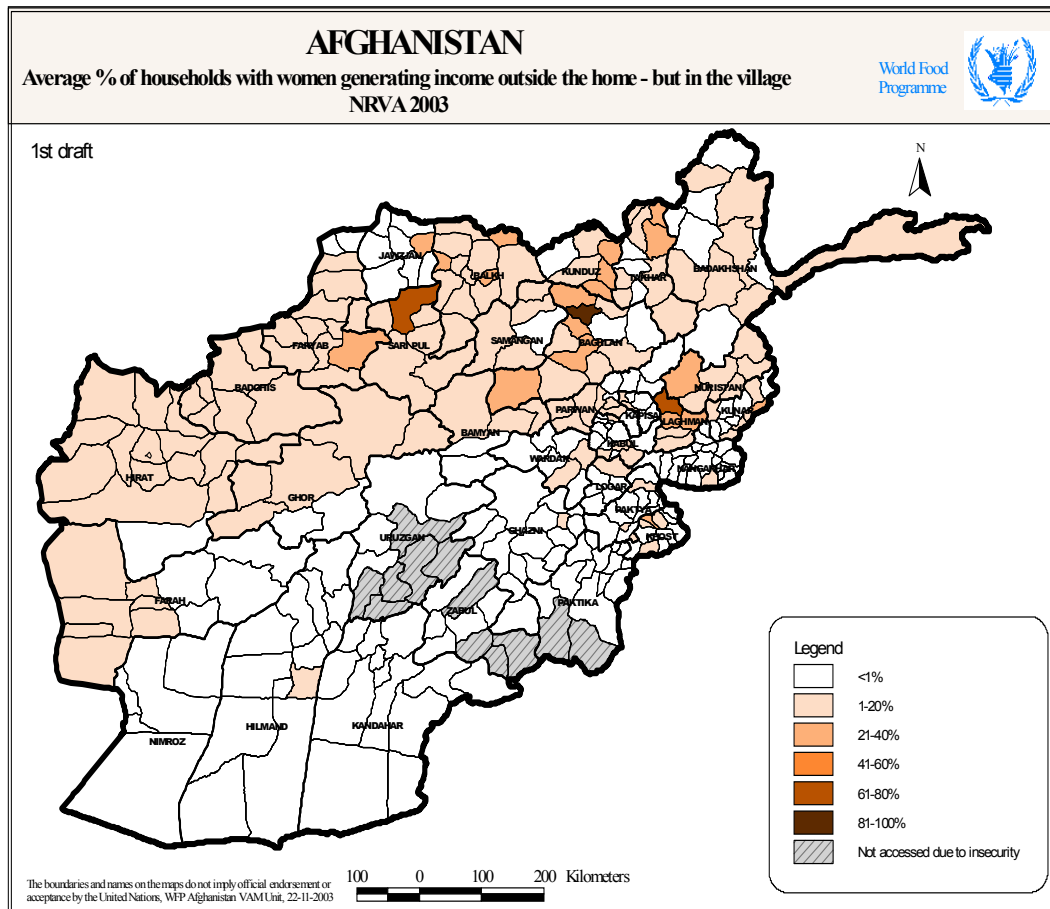 AFGHANISTAN
Average % of households with women generating income outside the home - but in the village
NRVA 2003
World Food
Programme
1st draft
N
JAWZJAN
BALKH
KUNDUZ
TAKHAR
BADAKHSHAN
FARYAB
SARI PUL
SAMANGAN
BAGHLAN
BADGHIS
NURISTAN
PARWAN
KAPISA
KUNAR
LAGHMAN
BAMYAN
KABUL
WARDAK
NANGARHAR
HIRAT
GHOR
LOGAR
PAKTYA
URUZGAN
GHAZNI
KHOST
FARAH
ZABUL
PAKTIKA
HILMAND
KANDAHAR
NIMROZ
Legend
<1%
1-20%
21-40%
41-60%
61-80%
81-100%
Not accessed due to insecurity
The boundaries and names on the maps do not imply official endorsement or
acceptance by the United Nations, WFP Afghanistan VAM Unit, 22-11-2003
100 0 100 200 Kilometers